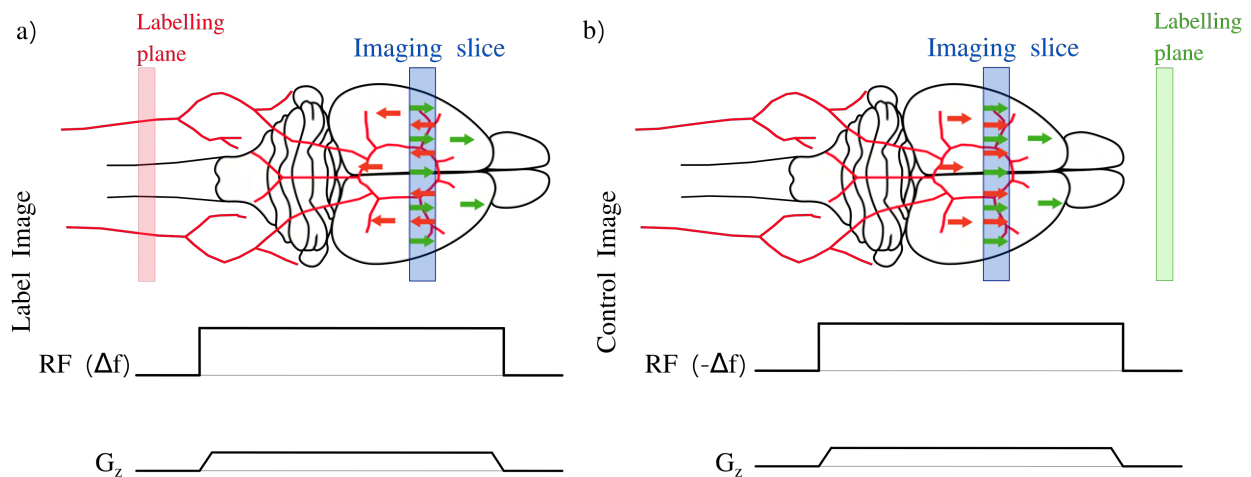 a)
Labelling
plane
Imaging slice
Label Image
RF (Δf)
G_z
b)
Imaging slice
Labelling
plane
Control Image
RF (-Δf)
G_z